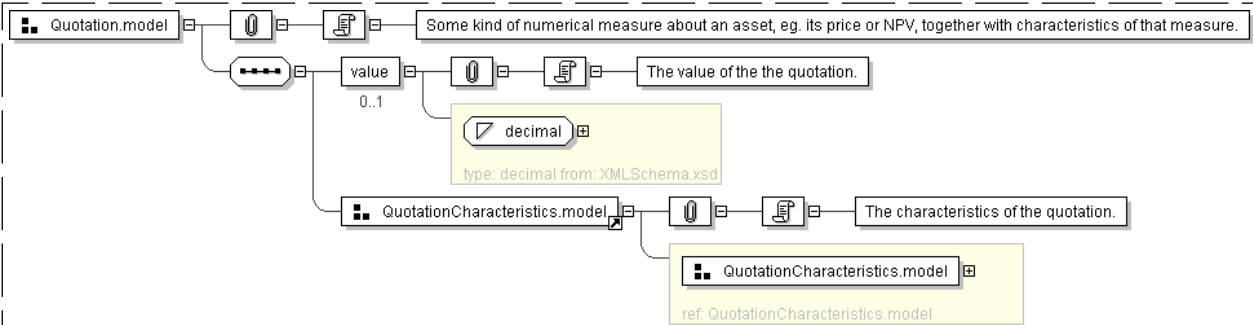 Quotation.model
Some kind of numerical measure about an asset, eg. its price or NPV, together with characteristics of that measure.
value
The value of the the quotation.
0..1
decimal
type: decimal from: XMLSchema.xsd
QuotationCharacteristics.model
The characteristics of the quotation.
QuotationCharacteristics.model
ref: QuotationCharacteristics.model